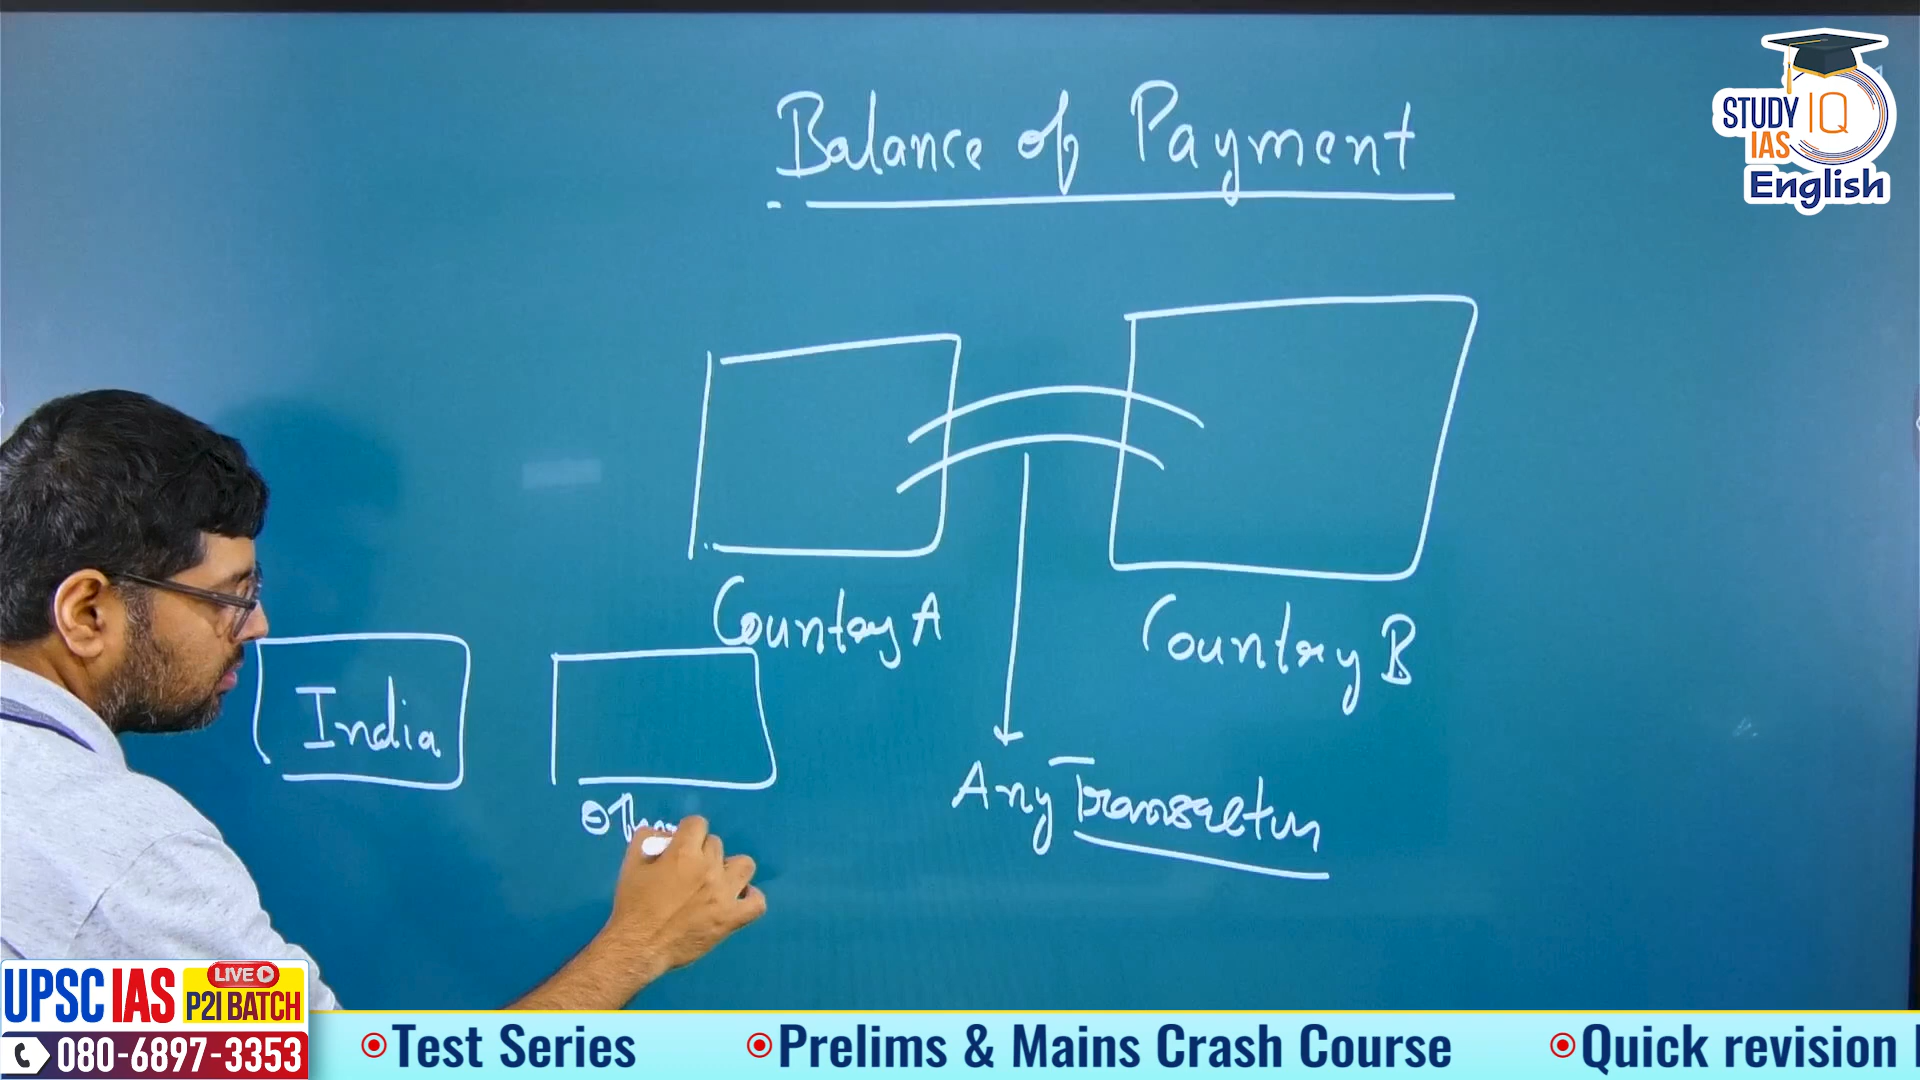 Balance of Payment
STUDY IQ
IAS
English
Country A
Country B
India
Any Transaction
UPSC IAS
LIVE
P2I BATCH
080-6897-3353
Test Series
Prelims & Mains Crash Course
Quick revision